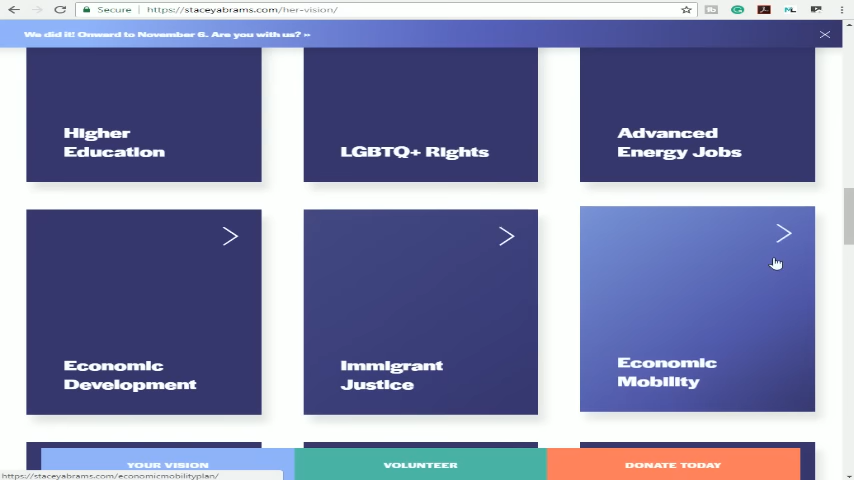 Secure
https://staceyabrams.com/her-vision/
We did it! Onward to November 6. Are you with us? »
Higher
Education
LGBTQ+ Rights
Advanced
Energy Jobs
Economic
Development
Immigrant
Justice
Economic
Mobility
YOUR VISION
VOLUNTEER
DONATE TODAY
https://staceyabrams.com/economicmobilityplan/